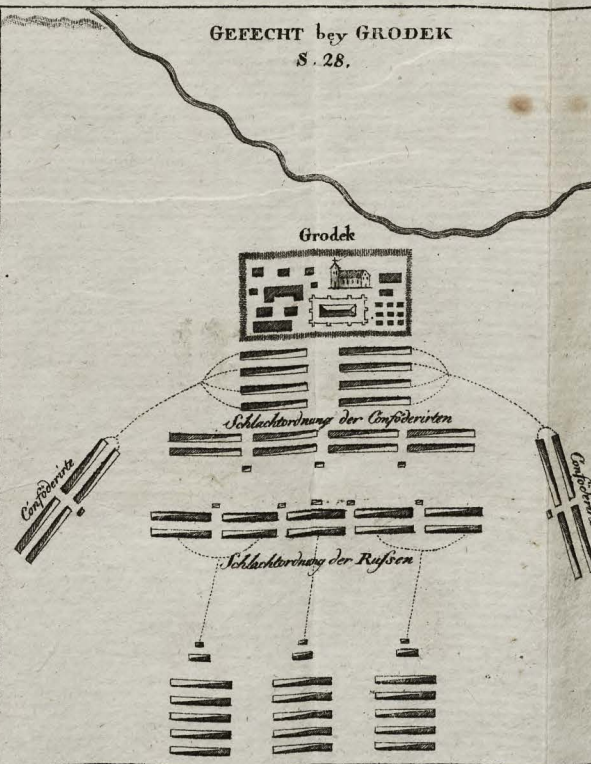 GEFECHT bey GRODEK
S. 28.
Grodek
Schlachtordnung der Conföderirten
Conföderirte
Conföderirte
Schlachtordnung der Rußen